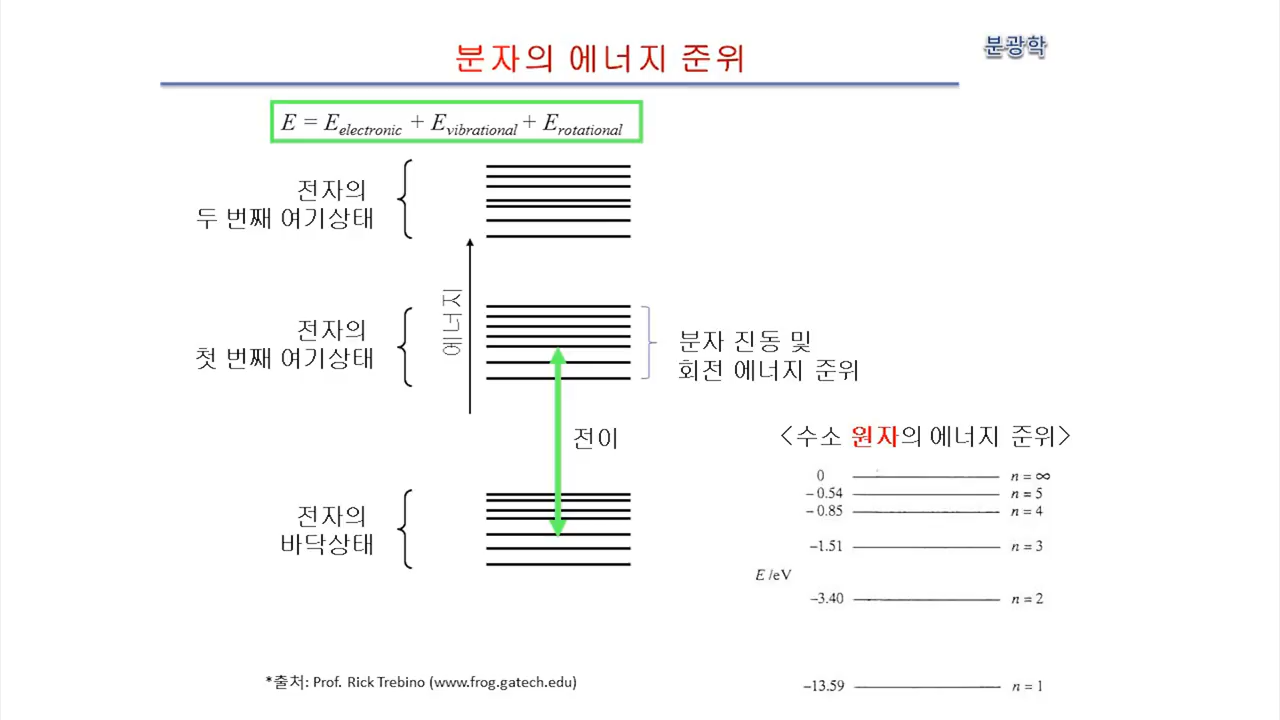 분자의 에너지 준위
분광학
E = E_electronic + E_vibrational + E_rotational
전자의
두 번째 여기상태
에너지
전자의
첫 번째 여기상태
분자 진동 및
회전 에너지 준위
전이
전자의
바닥상태
<수소 원자의 에너지 준위>
0 n = ∞
-0.54 n = 5
-0.85 n = 4
-1.51 n = 3
E /eV
-3.40 n = 2
-13.59 n = 1
*출처: Prof. Rick Trebino (www.frog.gatech.edu)